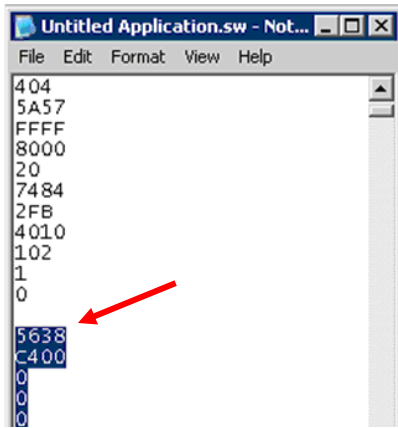 Untitled Application.sw - Not...
File Edit Format View Help
404
5A57
FFFF
8000
20
7484
2FB
4010
102
1
0
5638
C400
0
0
0